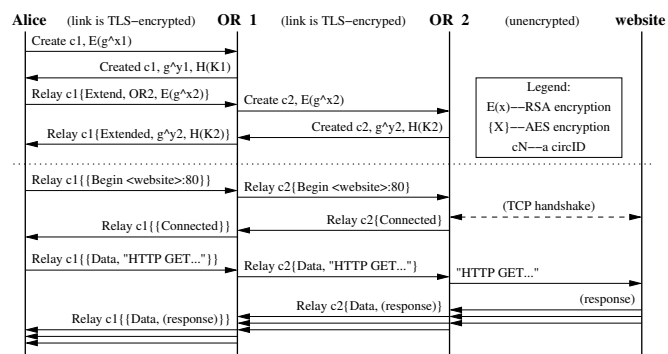 Alice (link is TLS−encrypted) OR 1 (link is TLS−encrypted) OR 2 (unencrypted) website
Create c1, E(g^x1)
Created c1, g^y1, H(K1)
Relay c1{Extend, OR2, E(g^x2)}
Create c2, E(g^x2)
Created c2, g^y2, H(K2)
Relay c1{Extended, g^y2, H(K2)}
Legend:
E(x)−−RSA encryption
{X}−−AES encryption
cN−−a circID
Relay c1{{Begin <website>:80}}
Relay c2{Begin <website>:80}
(TCP handshake)
Relay c2{Connected}
Relay c1{{Connected}}
Relay c1{{Data, "HTTP GET..."}}
Relay c2{Data, "HTTP GET..."}
"HTTP GET..."
(response)
Relay c2{Data, (response)}
Relay c1{{Data, (response)}}